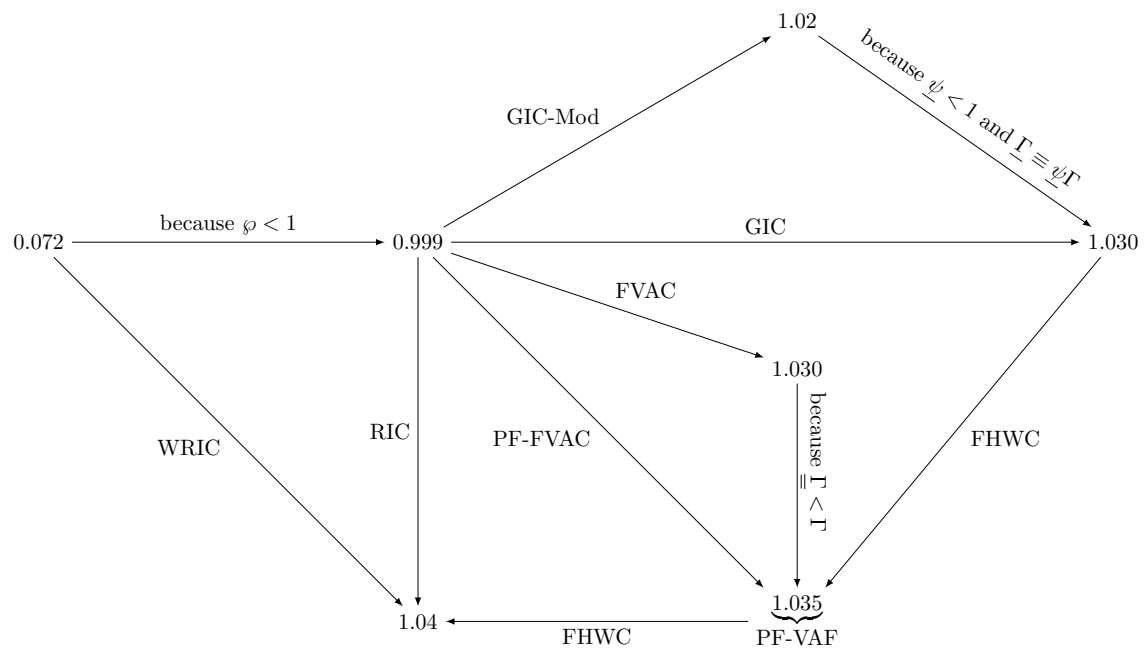 1.02
because ψ̲ < 1 and Γ̲ ≡ ψ̲Γ
GIC-Mod
0.072
because ℘ < 1
0.999
GIC
1.030
FVAC
1.030
WRIC
RIC
PF-FVAC
because Γ̳ < Γ
FHWC
1.04
FHWC
1.035
PF-VAF